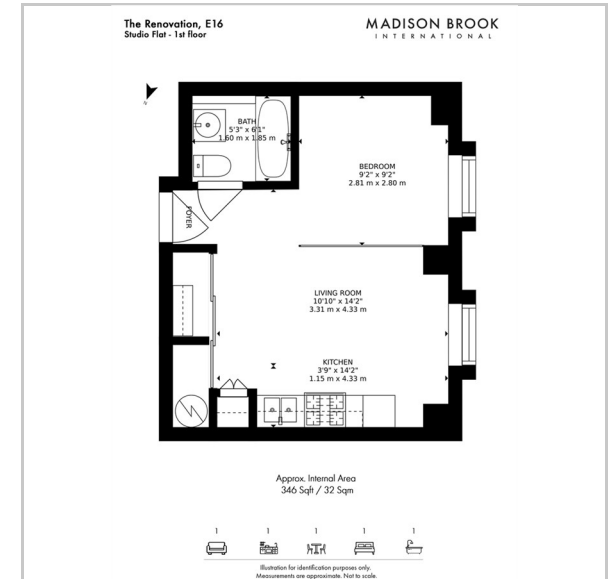 The Renovation, E16
Studio Flat - 1st floor
MADISON BROOK
INTERNATIONAL
BATH
5'3" x 6'1"
1.60 m x 1.85 m
BEDROOM
9'2" x 9'2"
2.81 m x 2.80 m
FOYER
LIVING ROOM
10'10" x 14'2"
3.31 m x 4.33 m
KITCHEN
3'9" x 14'2"
1.15 m x 4.33 m
Approx. Internal Area
346 Sqft / 32 Sqm
1 1 1 1 1
Illustration for identification purposes only.
Measurements are approximate. Not to scale.